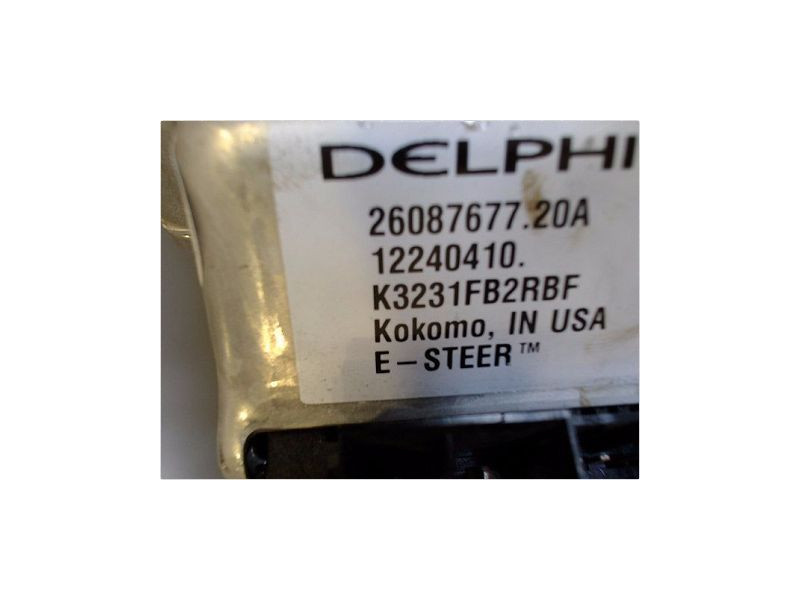 DELPHI
26087677.20A
12240410.
K3231FB2RBF
Kokomo, IN USA
E-STEER™